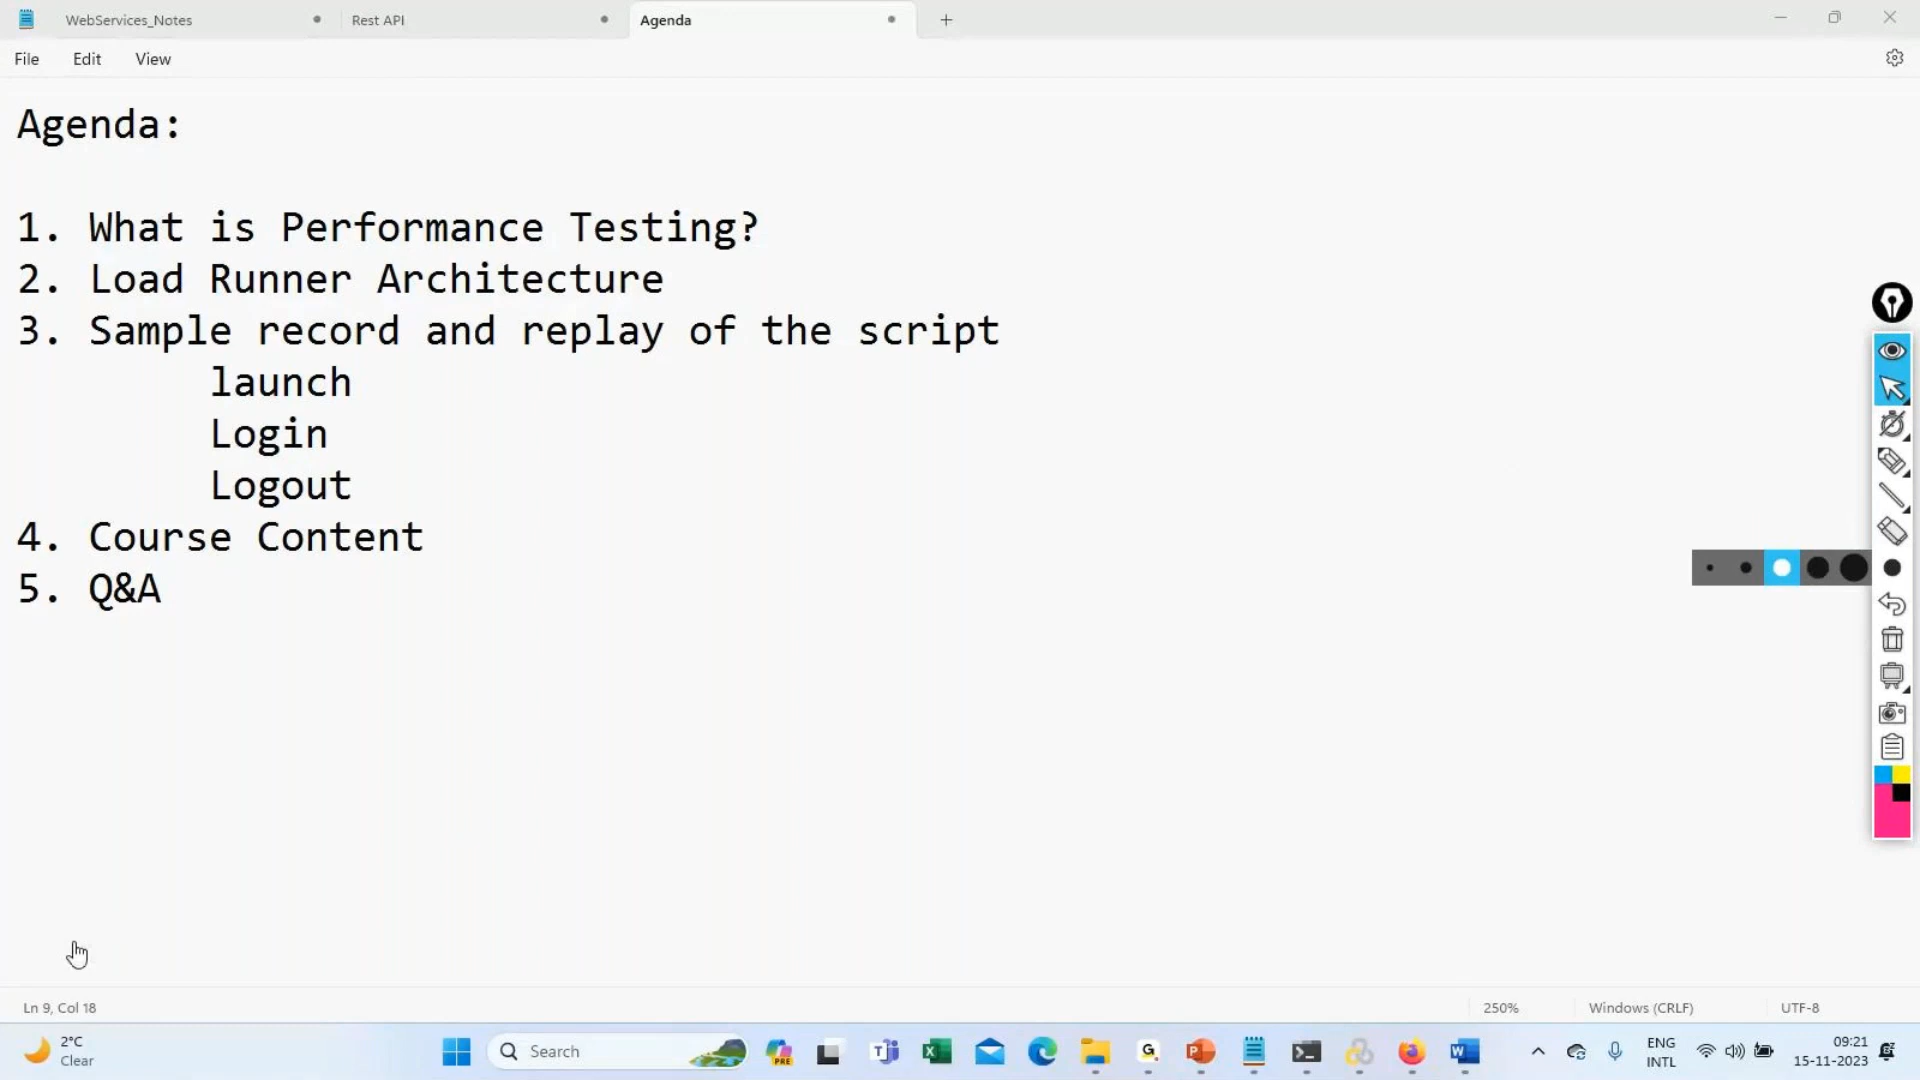 WebServices_Notes
Rest API
Agenda
File Edit View
Agenda:
1. What is Performance Testing?
2. Load Runner Architecture
3. Sample record and replay of the script
launch
Login
Logout
4. Course Content
5. Q&A
Ln 9, Col 18
250%
Windows (CRLF)
UTF-8
2°C
Clear
Search
PRE
ENG
INTL
09:21
15-11-2023